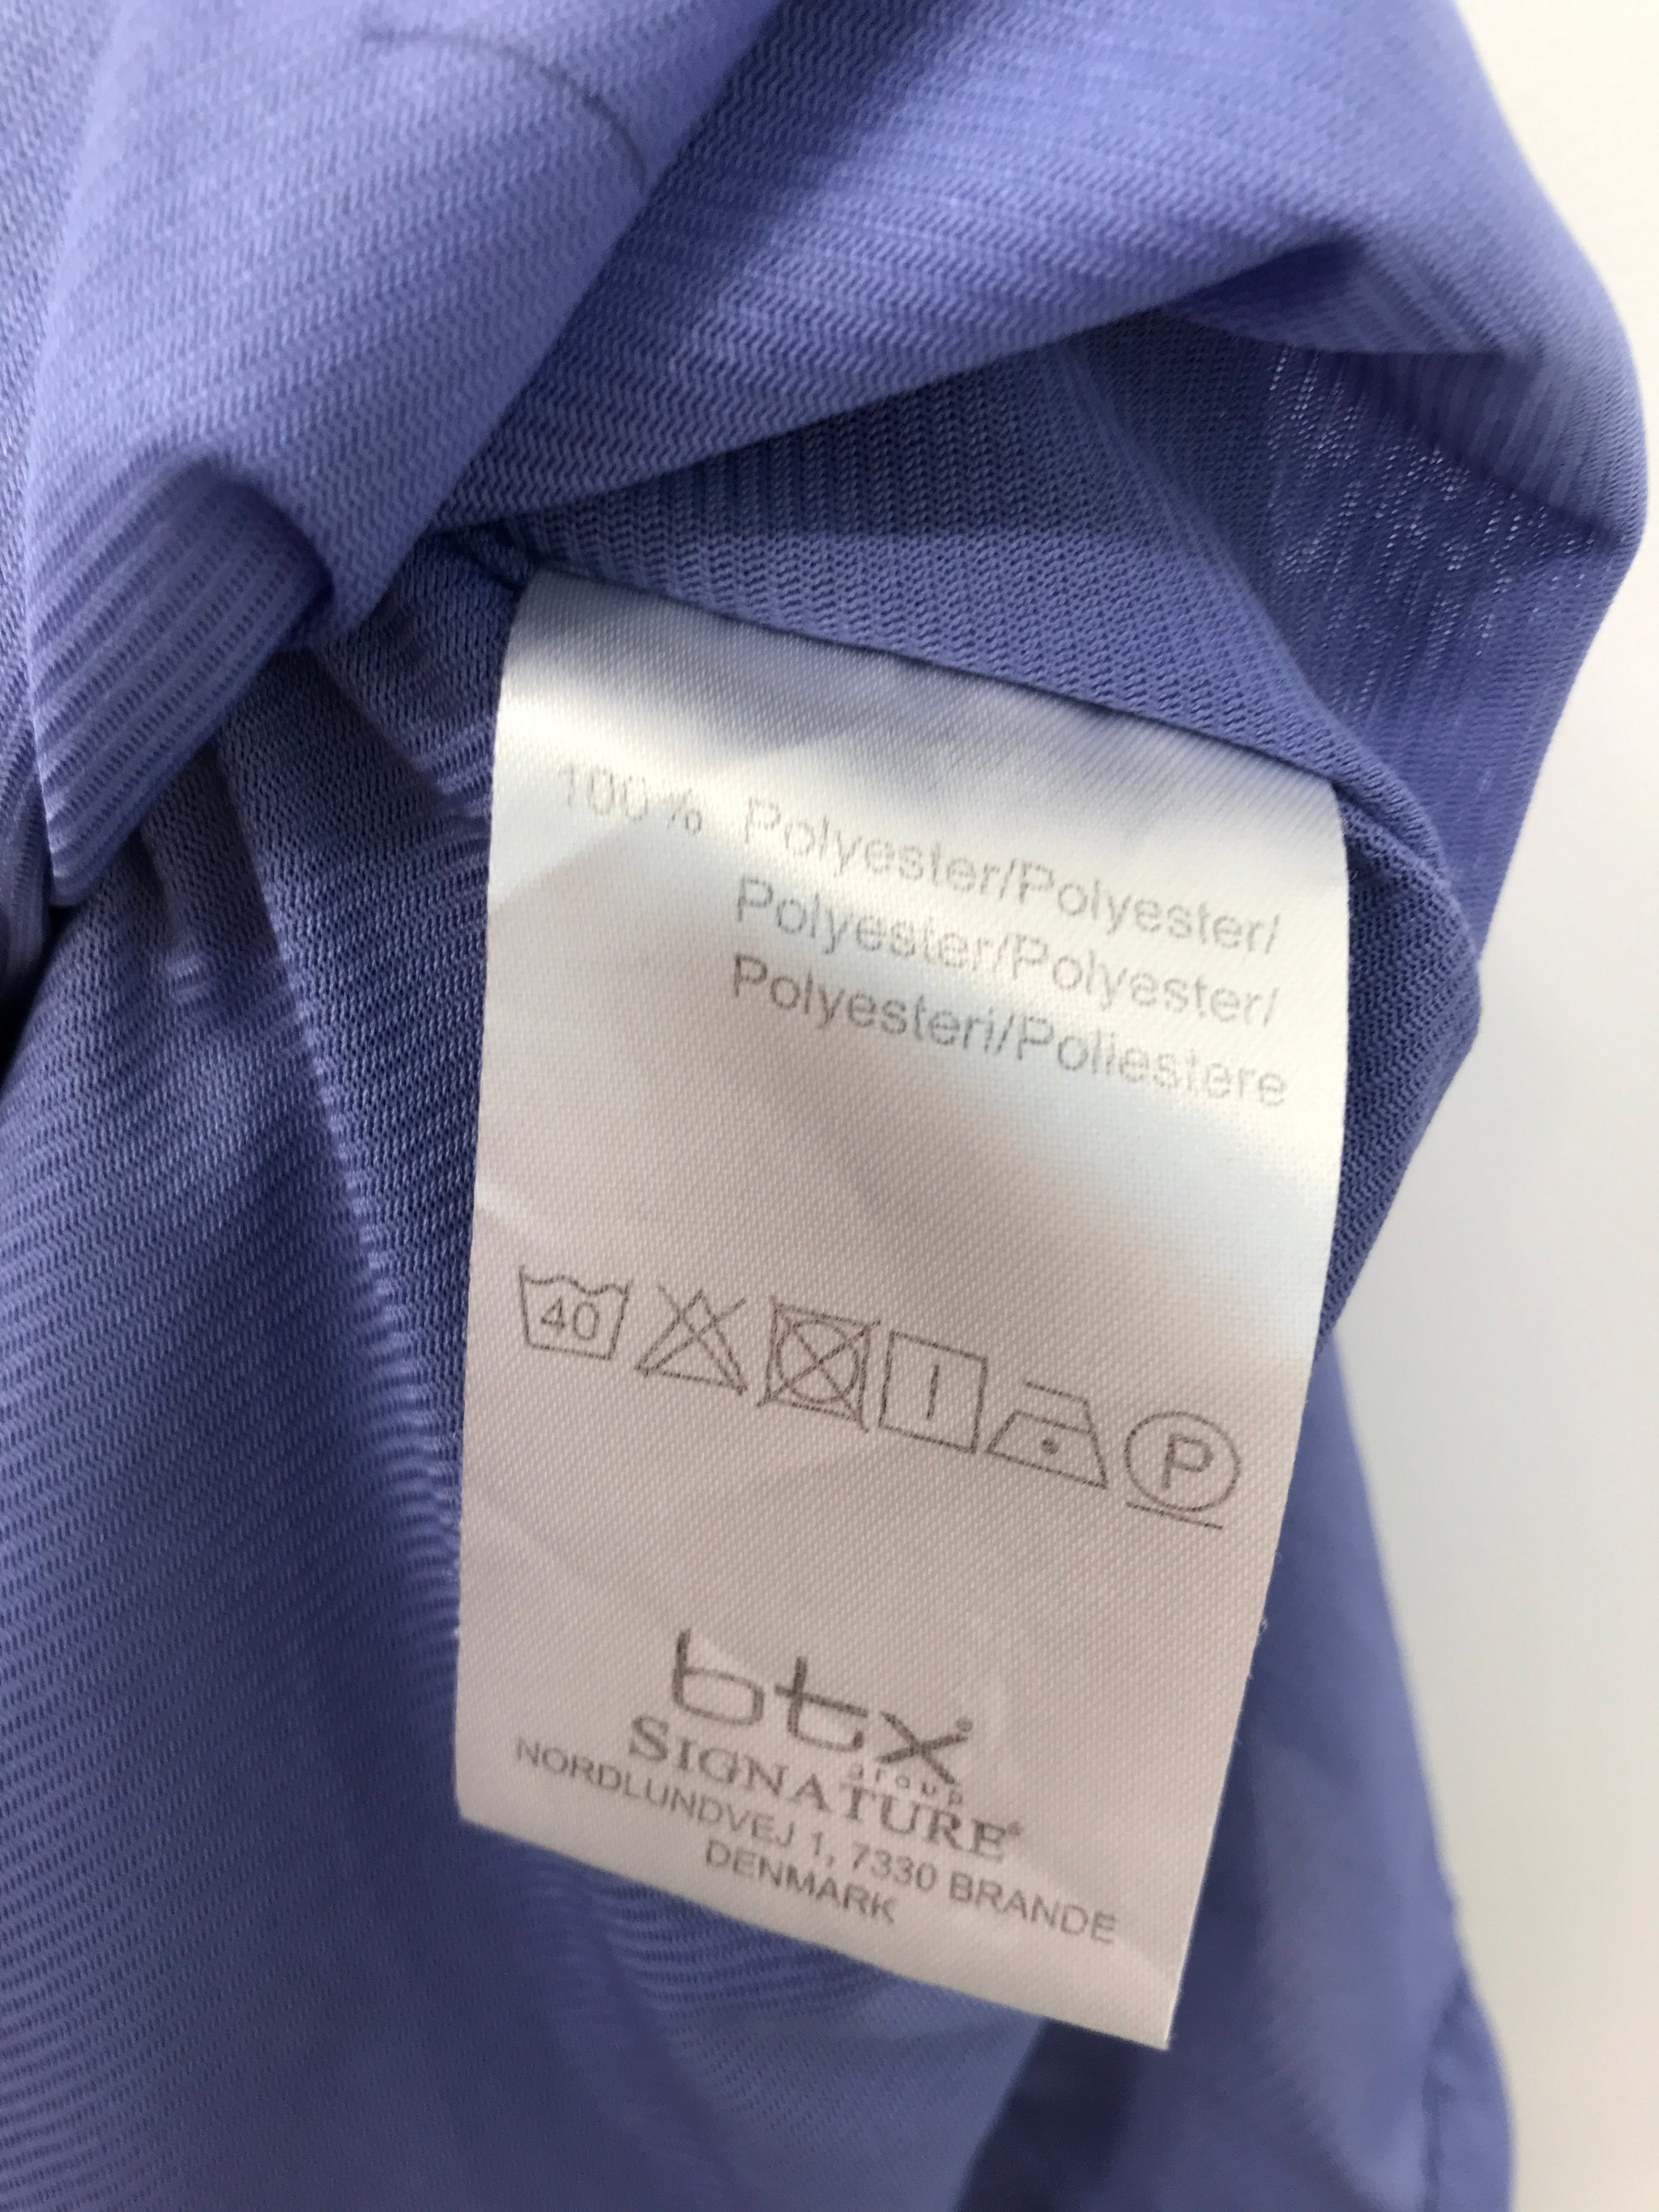 100% Polyester/Polyester/
Polyester/Polyester/
Polyesteri/Poliestere
40
P
btx
group
SIGNATURE®
NORDLUNDVEJ 1, 7330 BRANDE
DENMARK